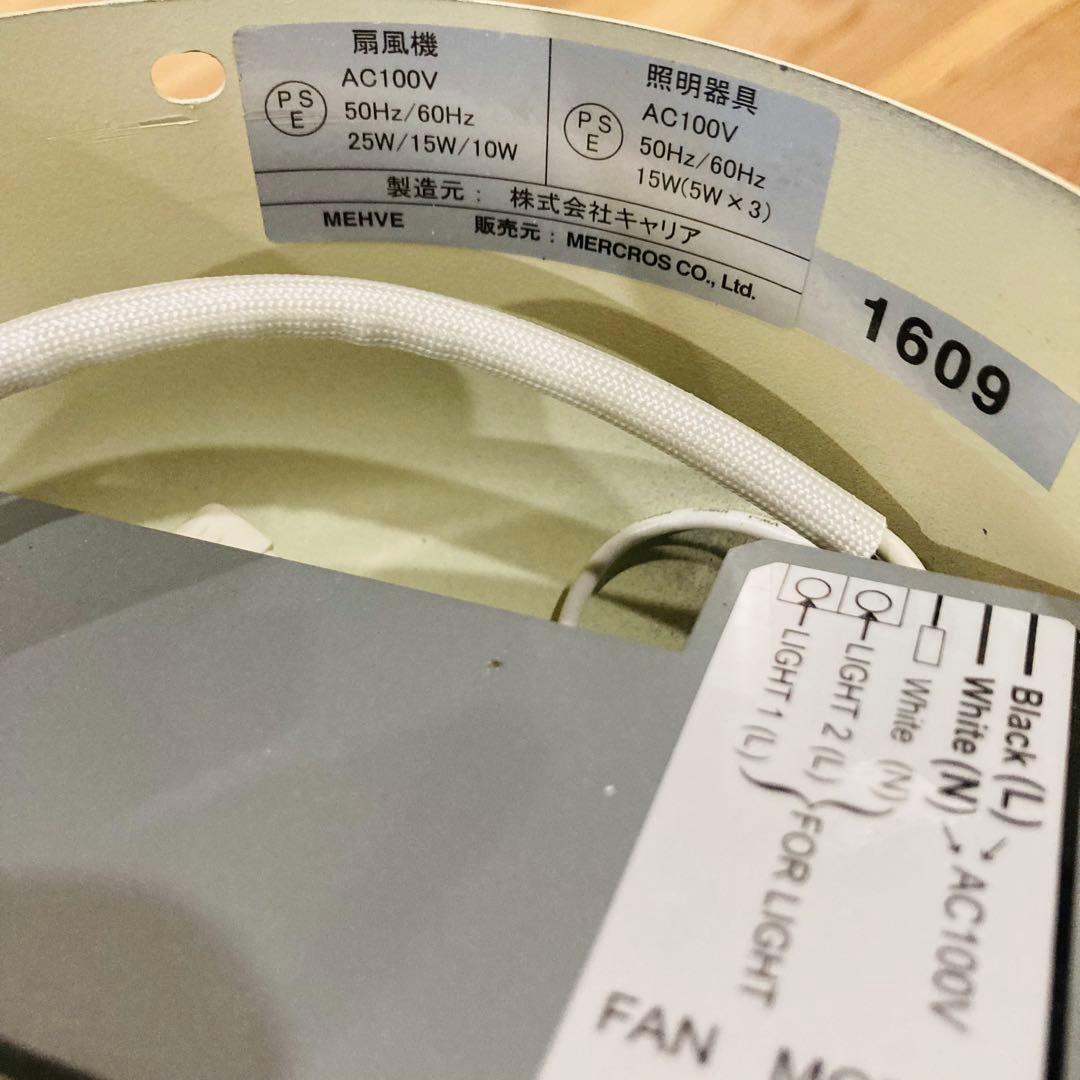 扇風機
PS
E
AC100V
50Hz/60Hz
25W/15W/10W
照明器具
PS
E
AC100V
50Hz/60Hz
15W(5W×3)
製造元： 株式会社キャリア
MEHVE 販売元：MERCROS CO., Ltd.
1609
Black(L)
White(N)
AC100V
White (N)
LIGHT 2 (L)
LIGHT 1 (L)
FOR LIGHT
FAN